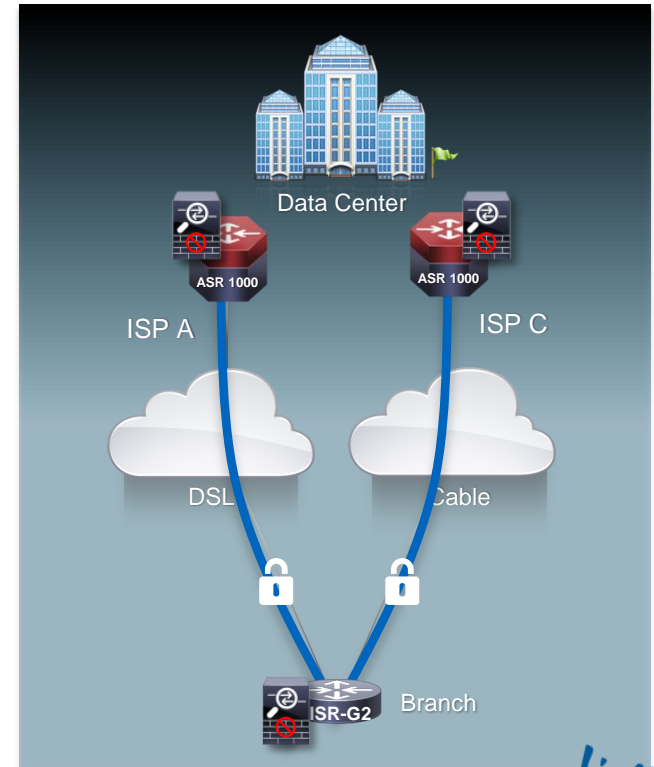 Data Center
ASR 1000
ASR 1000
ISP A
ISP C
DSL
Cable
ISR-G2
Branch